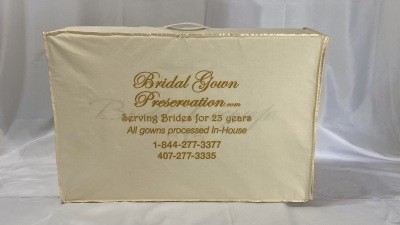 Bridal Gown
Preservation.com
Serving Brides for 25 years
All gowns processed In-House
1-844-277-3377
407-277-3335